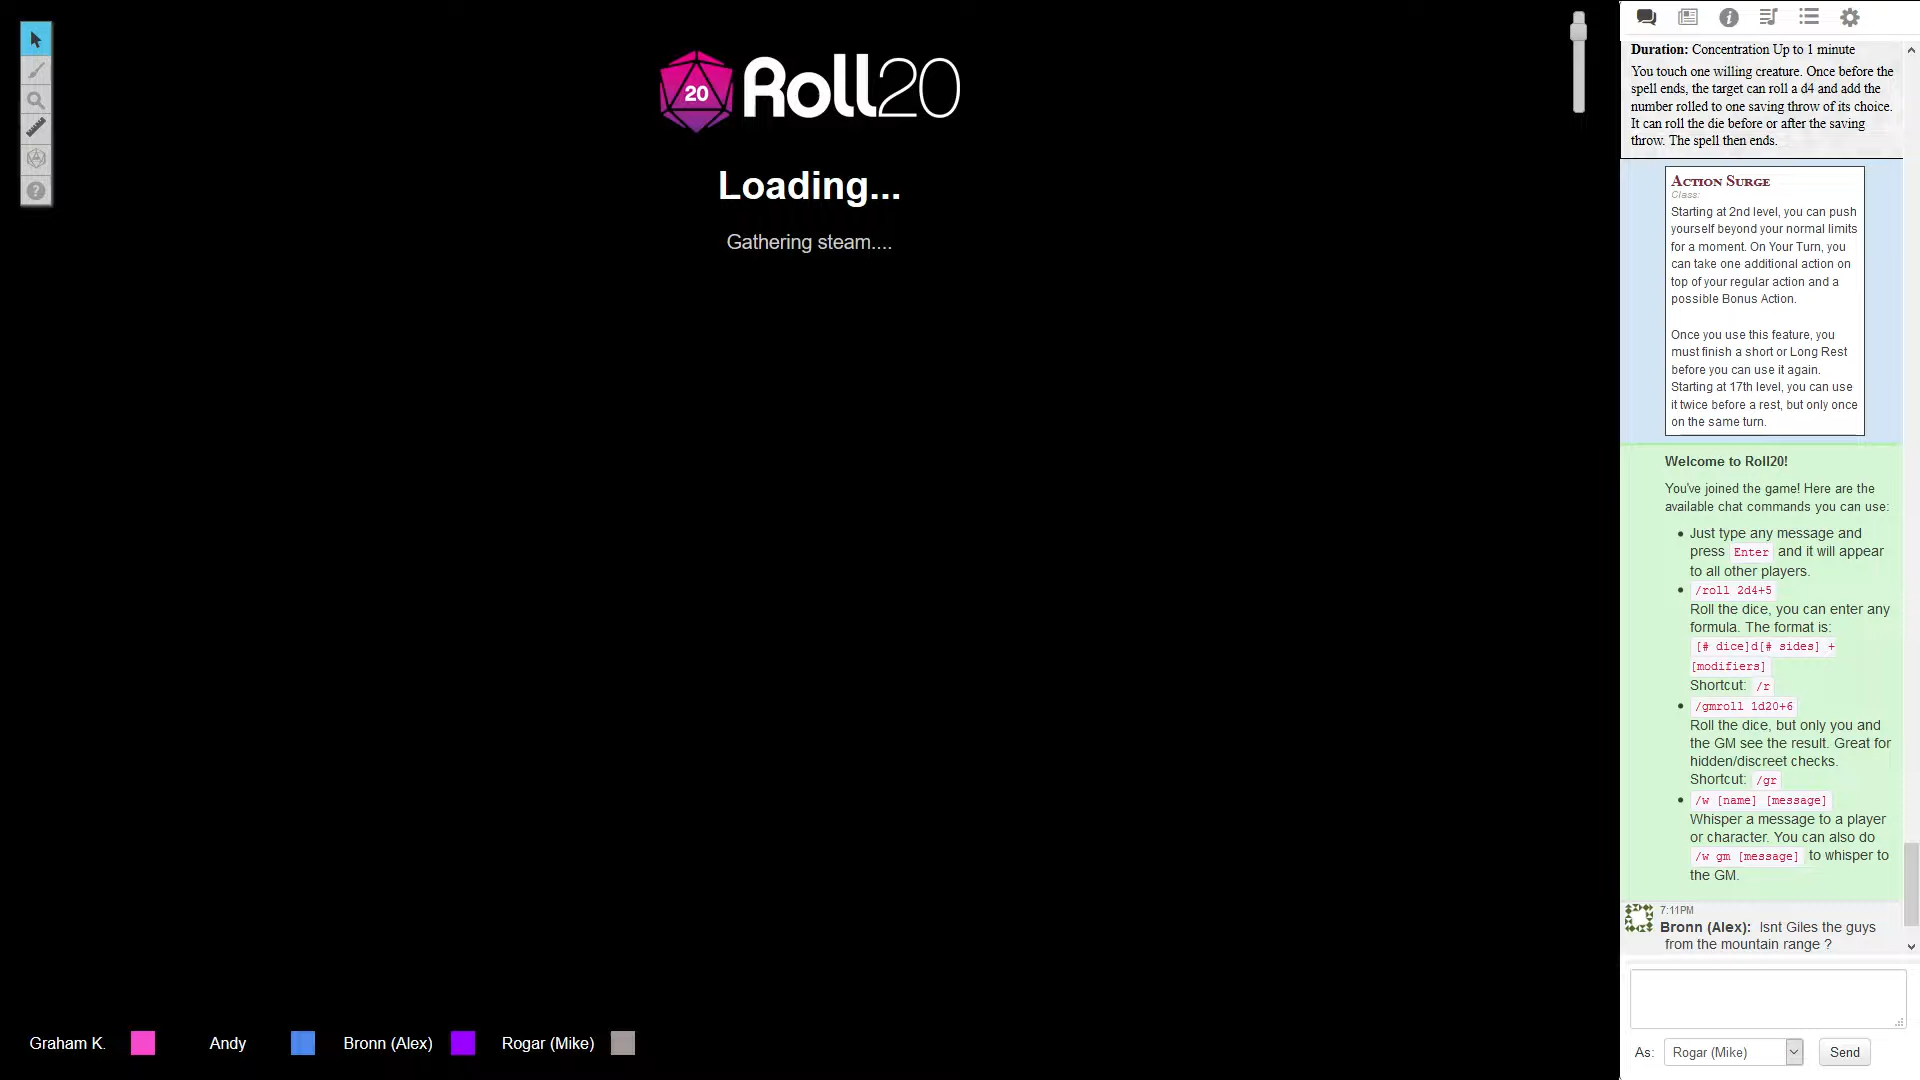 20
Roll20
Loading...
Gathering steam....
Graham K.
Andy
Bronn (Alex)
Rogar (Mike)
Duration: Concentration Up to 1 minute
You touch one willing creature. Once before the
spell ends, the target can roll a d4 and add the
number rolled to one saving throw of its choice.
It can roll the die before or after the saving
throw. The spell then ends.
Action Surge
Class:
Starting at 2nd level, you can push
yourself beyond your normal limits
for a moment. On Your Turn, you
can take one additional action on
top of your regular action and a
possible Bonus Action.
Once you use this feature, you
must finish a short or Long Rest
before you can use it again.
Starting at 17th level, you can use
it twice before a rest, but only once
on the same turn.
Welcome to Roll20!
You've joined the game! Here are the
available chat commands you can use:
Just type any message and
press Enter and it will appear
to all other players.
/roll 2d4+5
Roll the dice, you can enter any
formula. The format is:
[# dice]d[# sides] +
[modifiers]
Shortcut: /r
/gmroll 1d20+6
Roll the dice, but only you and
the GM see the result. Great for
hidden/discreet checks.
Shortcut: /gr
/w [name] [message]
Whisper a message to a player
or character. You can also do
/w gm [message] to whisper to
the GM.
7:11PM
Bronn (Alex): Isnt Giles the guys
from the mountain range ?
As: Rogar (Mike) Send